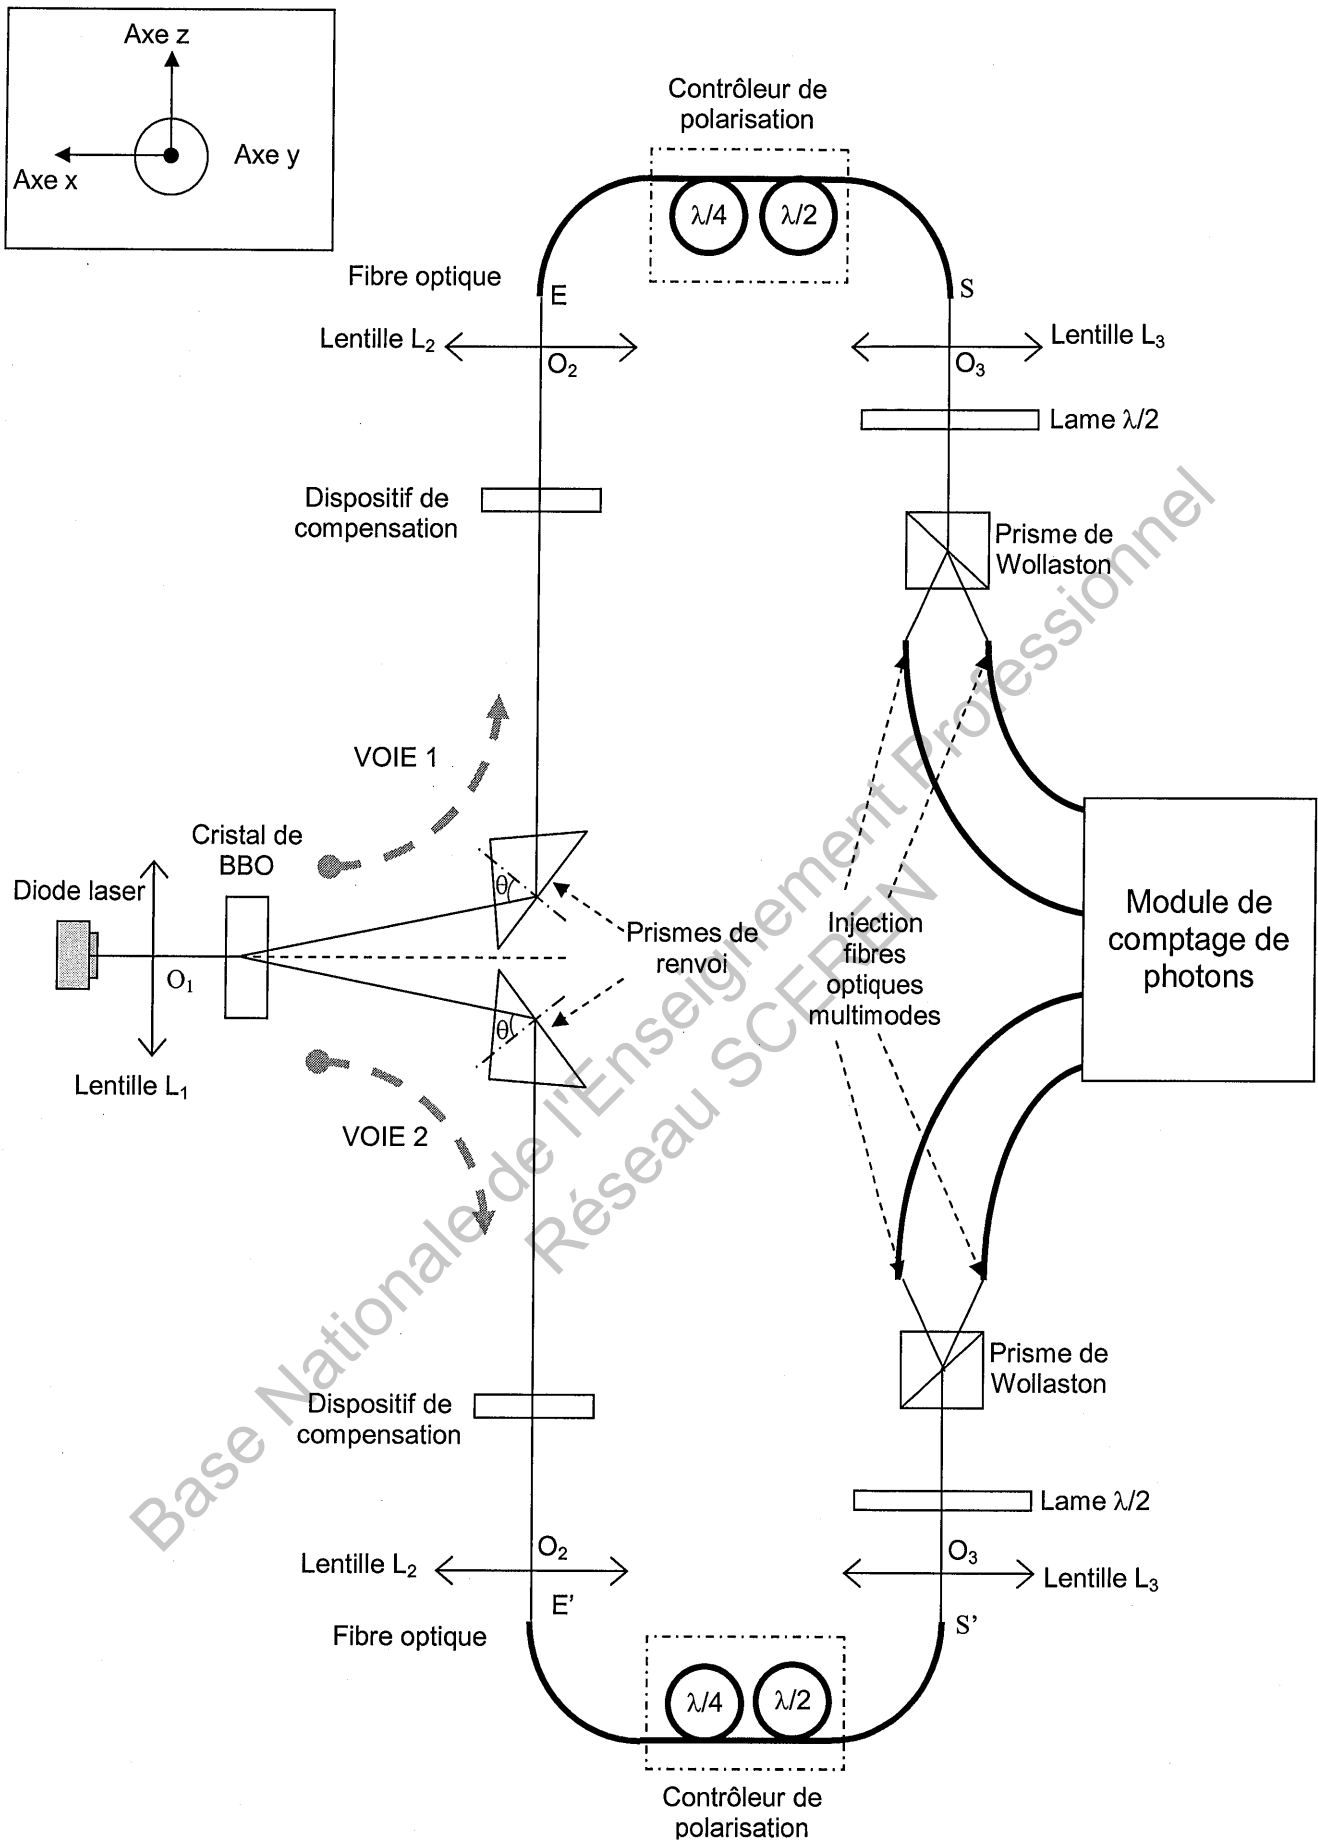 Axe z
Axe y
Axe x
Contrôleur de
polarisation
λ/4
λ/2
Fibre optique
E
S
Lentille L2
O2
Lentille L3
O3
Lame λ/2
Dispositif de
compensation
Prisme de
Wollaston
VOIE 1
Cristal de
BBO
Diode laser
θ
O1
Prismes de
renvoi
Injection
fibres
optiques
multimodes
Module de
comptage de
photons
θ
Lentille L1
VOIE 2
Prisme de
Wollaston
Dispositif de
compensation
Lame λ/2
O2
O3
Lentille L2
Lentille L3
E'
S'
Fibre optique
λ/4
λ/2
Contrôleur de
polarisation
Base Nationale de l'Enseignement Professionnel
Réseau SCEREN